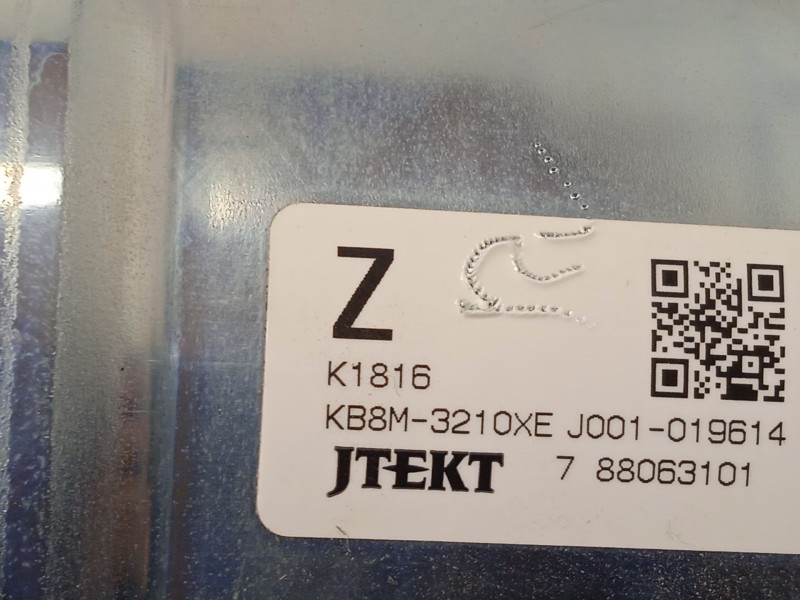 Z
K1816
KB8M-3210XE J001-019614
JTEKT 7 88063101